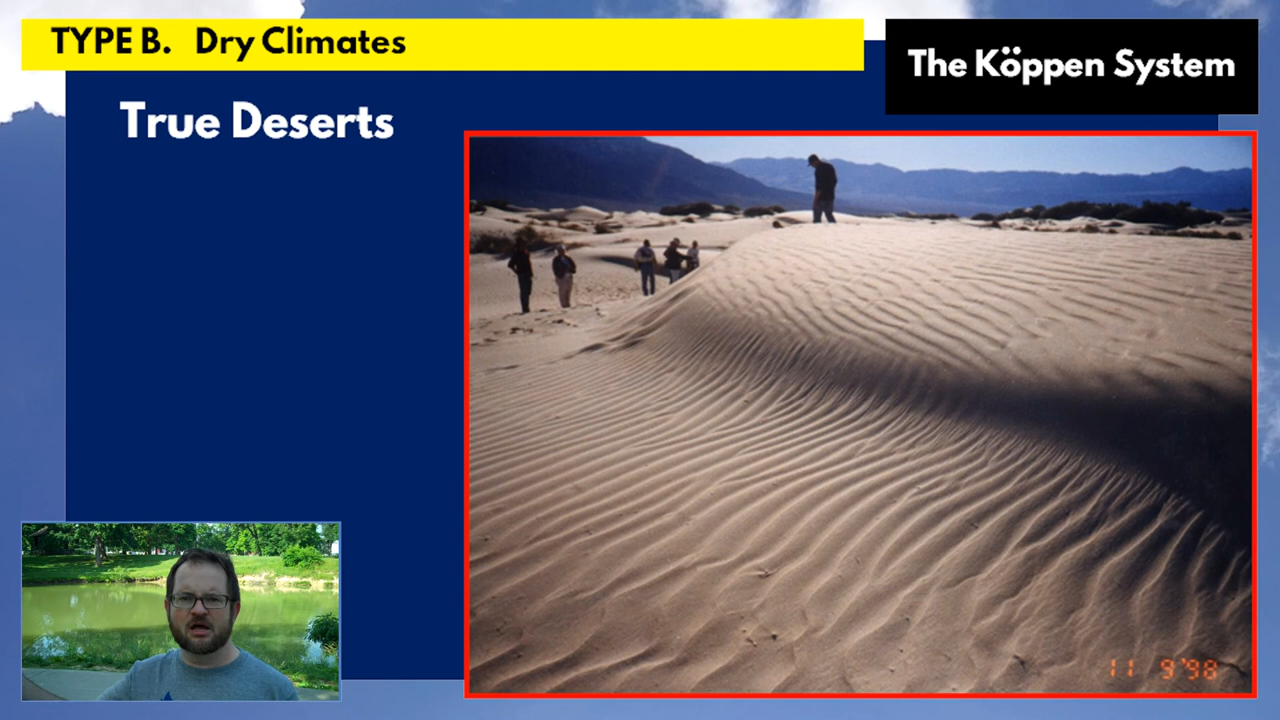 TYPE B. Dry Climates
The Köppen System
True Deserts
11 9'98